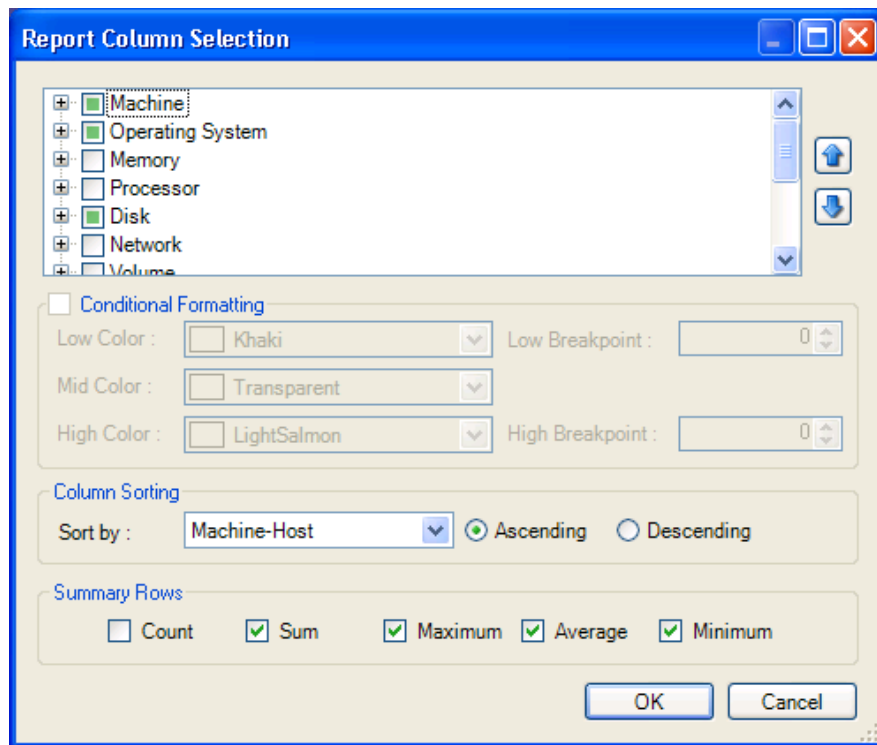 Report Column Selection
Machine
Operating System
Memory
Processor
Disk
Network
Volume
Conditional Formatting
Low Color : Khaki Low Breakpoint : 0
Mid Color : Transparent
High Color : LightSalmon High Breakpoint : 0
Column Sorting
Sort by : Machine-Host Ascending Descending
Summary Rows
Count Sum Maximum Average Minimum
OK Cancel